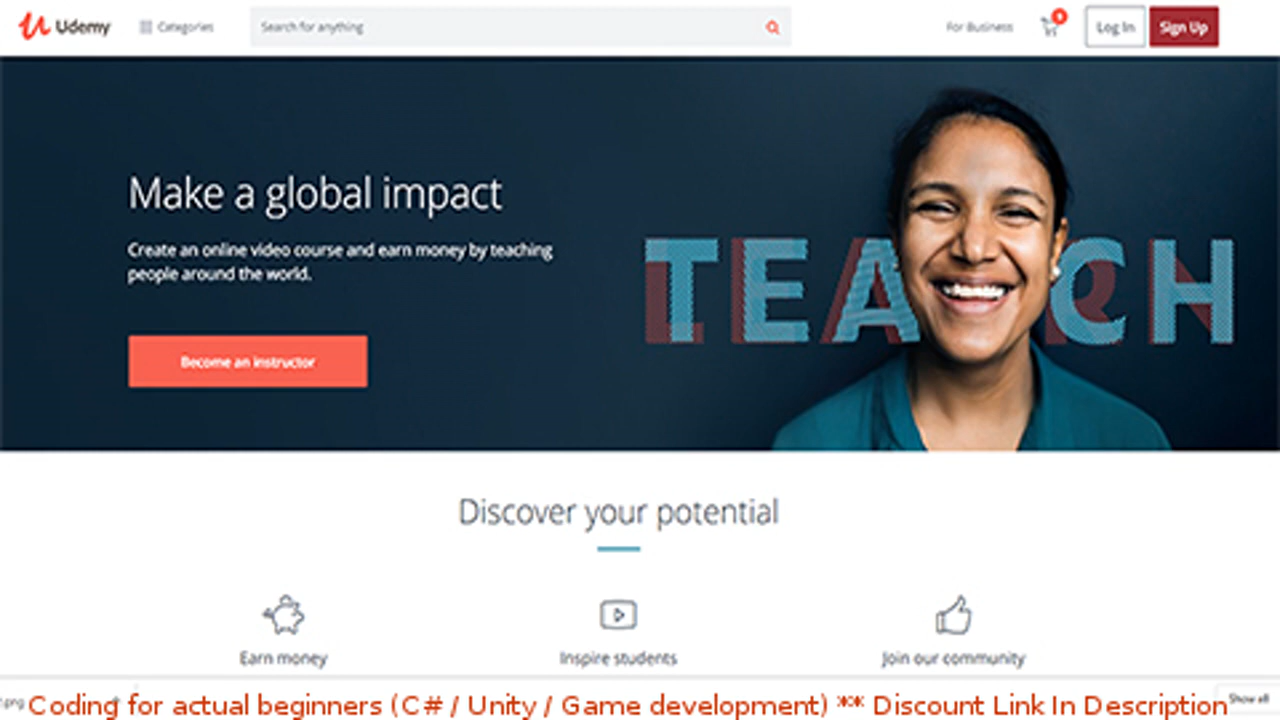 Udemy Categories Search for anything For Business Log In Sign Up
Make a global impact
Create an online video course and earn money by teaching
people around the world.
TEACH
Become an instructor
Discover your potential
Earn money Inspire students Join our community
Coding for actual beginners (C# / Unity / Game development) ** Discount Link In Description
Show all